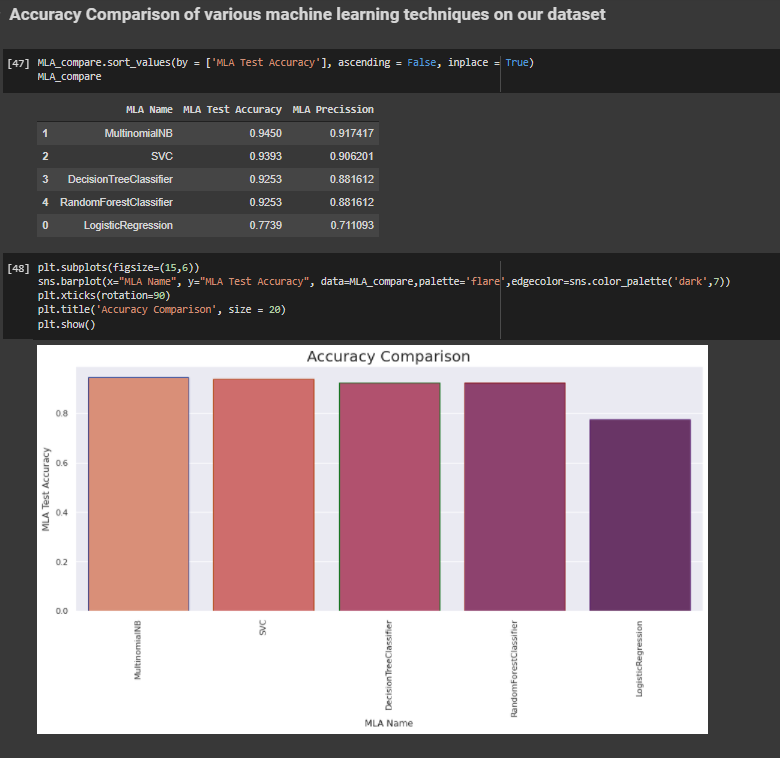 Accuracy Comparison of various machine learning techniques on our dataset
[47] MLA_compare.sort_values(by = ['MLA Test Accuracy'], ascending = False, inplace = True)
MLA_compare
MLA Name MLA Test Accuracy MLA Precission
1 MultinomialNB 0.9450 0.917417
2 SVC 0.9393 0.906201
3 DecisionTreeClassifier 0.9253 0.881612
4 RandomForestClassifier 0.9253 0.881612
0 LogisticRegression 0.7739 0.711093
[48] plt.subplots(figsize=(15,6))
sns.barplot(x="MLA Name", y="MLA Test Accuracy", data=MLA_compare,palette='flare',edgecolor=sns.color_palette('dark',7))
plt.xticks(rotation=90)
plt.title('Accuracy Comparison', size = 20)
plt.show()
Accuracy Comparison
MLA Test Accuracy
0.8
0.6
0.4
0.2
0.0
MultinomialNB
SVC
DecisionTreeClassifier
RandomForestClassifier
LogisticRegression
MLA Name